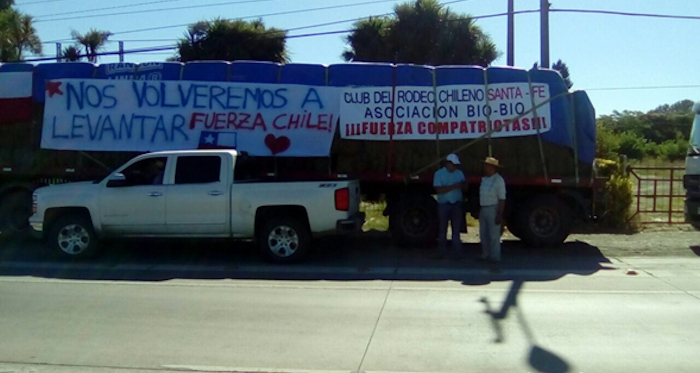 NOS VOLVEREMOS A
LEVANTAR FUERZA CHILE!
CLUB DEL RODEO CHILENO SANTA-FE
ASOCIACION BIO-BIO
¡¡¡FUERZA COMPATRIOTAS!!!